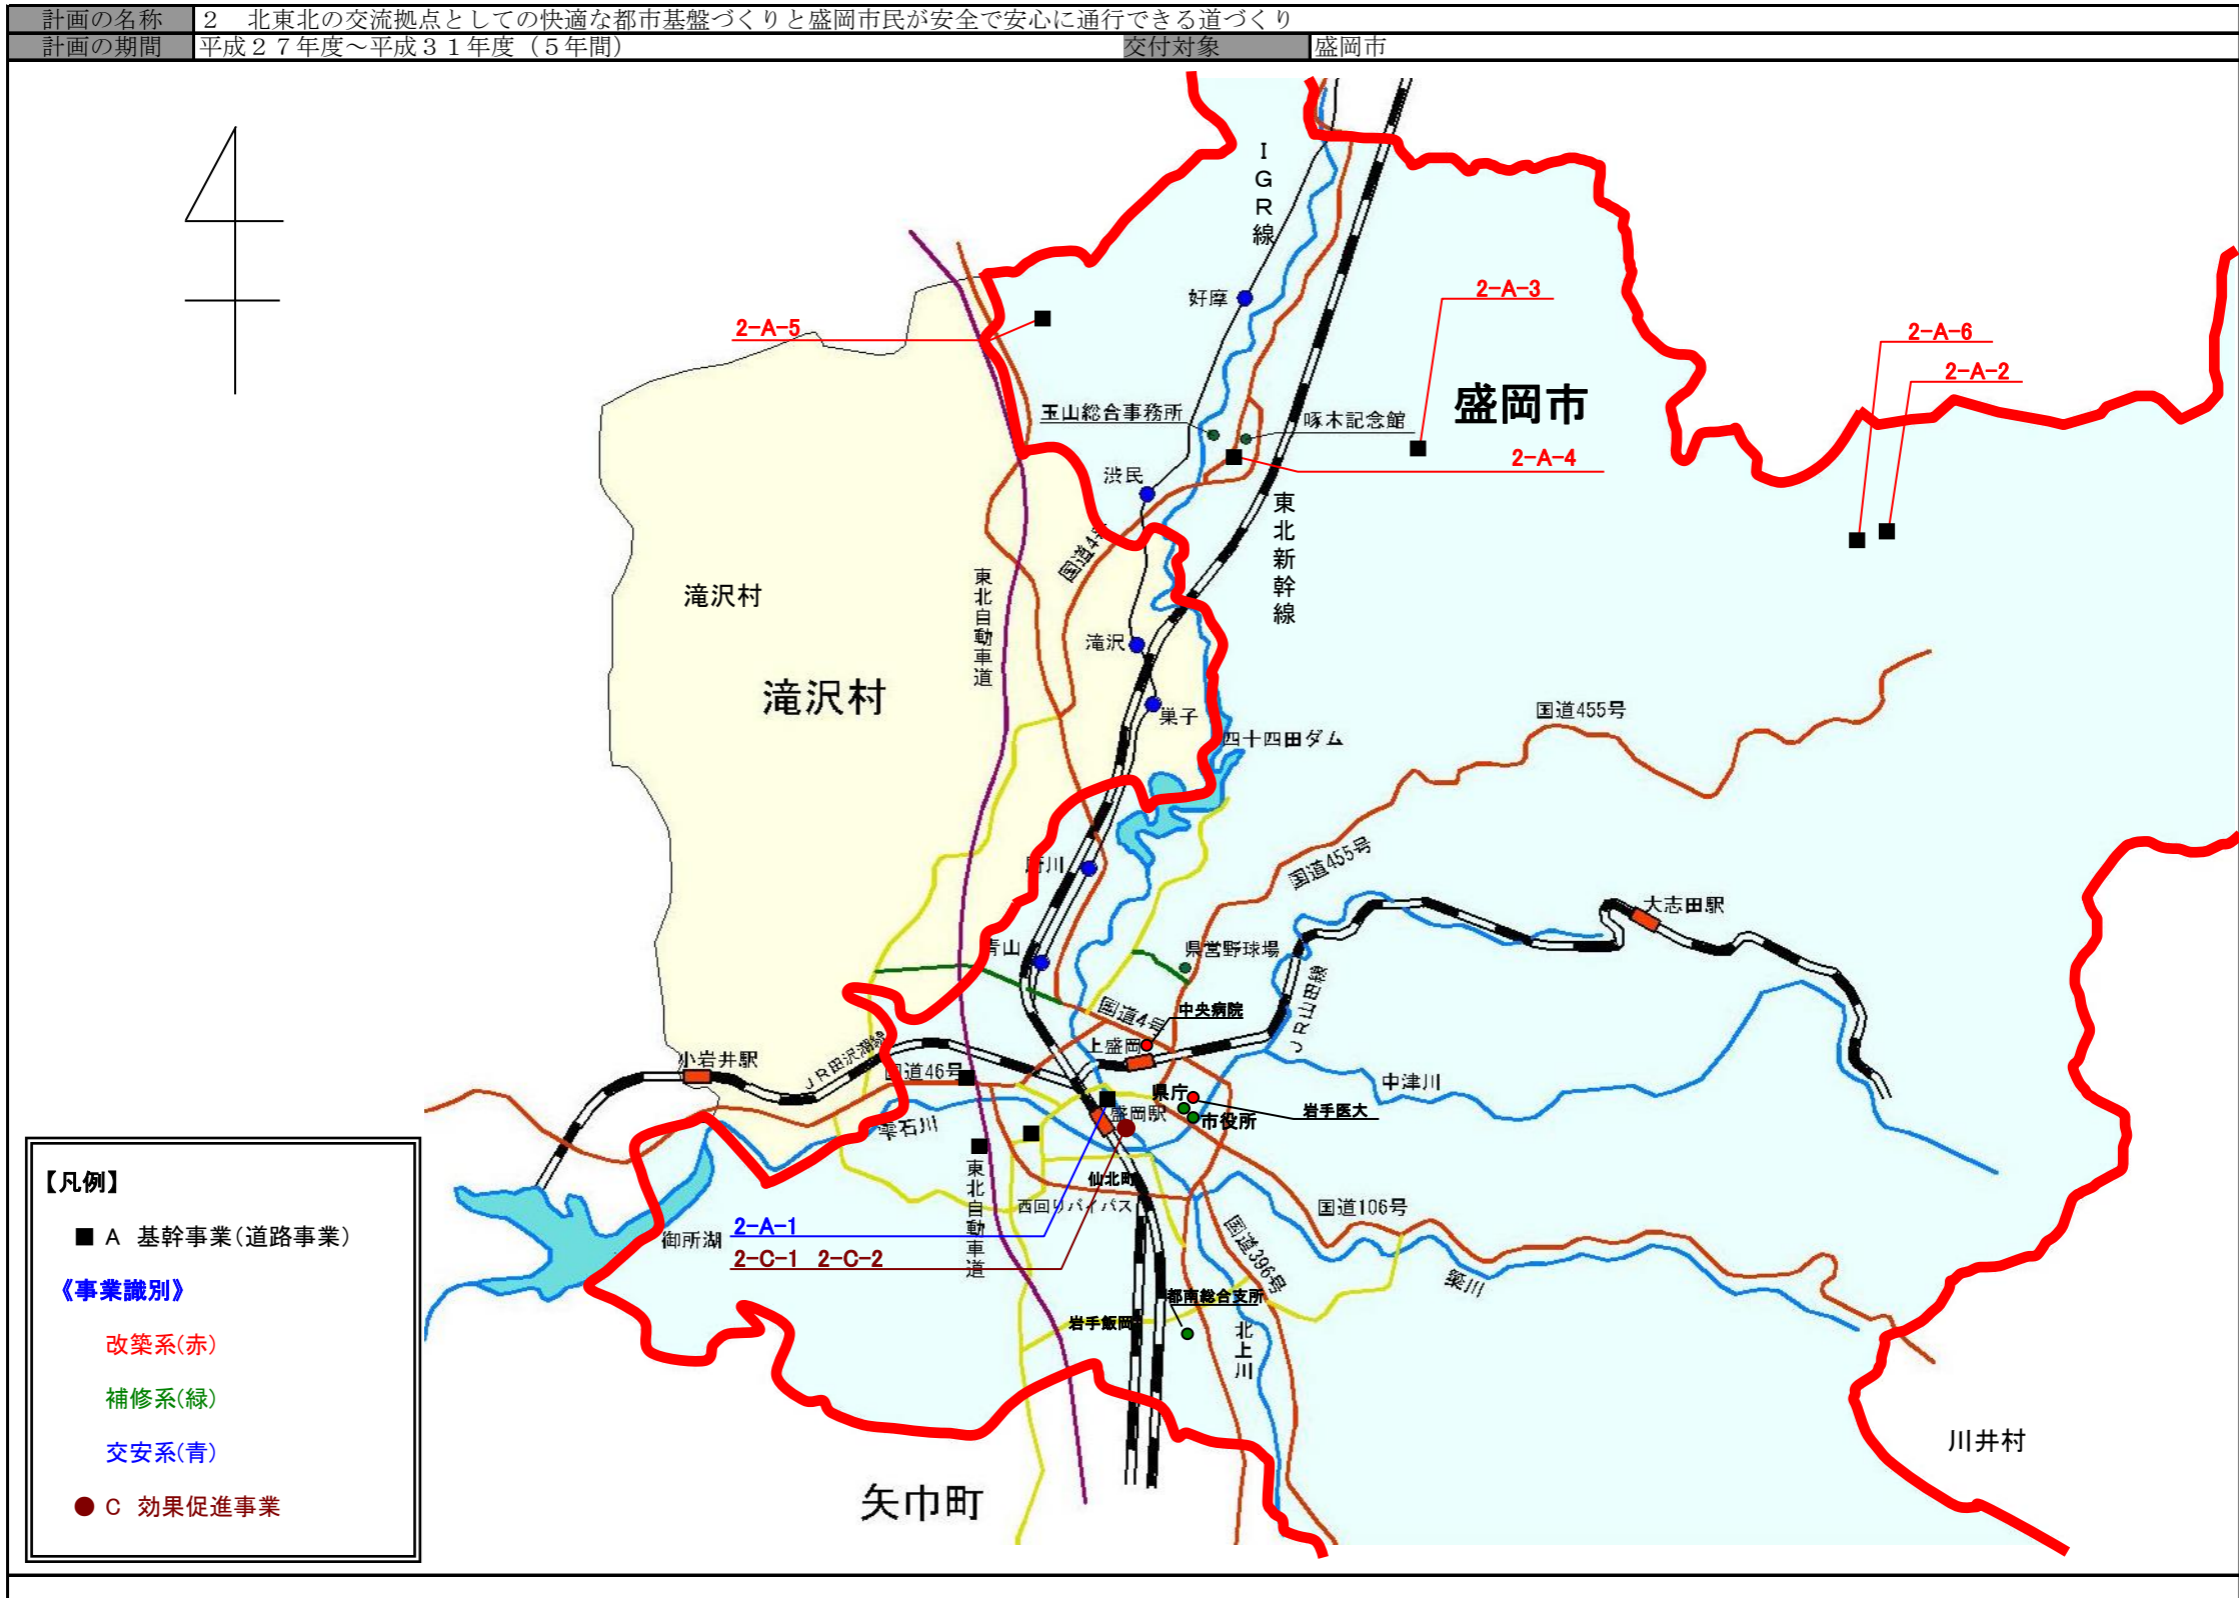 計画の名称 2 北東北の交流拠点としての快適な都市基盤づくりと盛岡市民が安全で安心に通行できる道づくり
計画の期間 平成27年度～平成31年度（5年間） 交付対象 盛岡市
IGR線
好摩
2-A-3
2-A-5
2-A-6
2-A-2
盛岡市
玉山総合事務所
啄木記念館
2-A-4
渋民
東北新幹線
国道4号
東北自動車道
滝沢村
滝沢
滝沢村
巣子
国道455号
四十四田ダム
厨川
国道455号
大志田駅
青山
県営野球場
JR山田線
国道4号
中央病院
上盛岡
小岩井駅
JR田沢湖線
国道46号
中津川
県庁
盛岡駅
岩手医大
市役所
雫石川
東北自動車道
仙北町
西回りバイパス
国道106号
2-A-1
御所湖
2-C-1 2-C-2
国道396号
簗川
都南総合支所
岩手飯岡
北上川
川井村
矢巾町
【凡例】
■ A 基幹事業(道路事業)
《事業識別》
改築系(赤)
補修系(緑)
交安系(青)
● C 効果促進事業